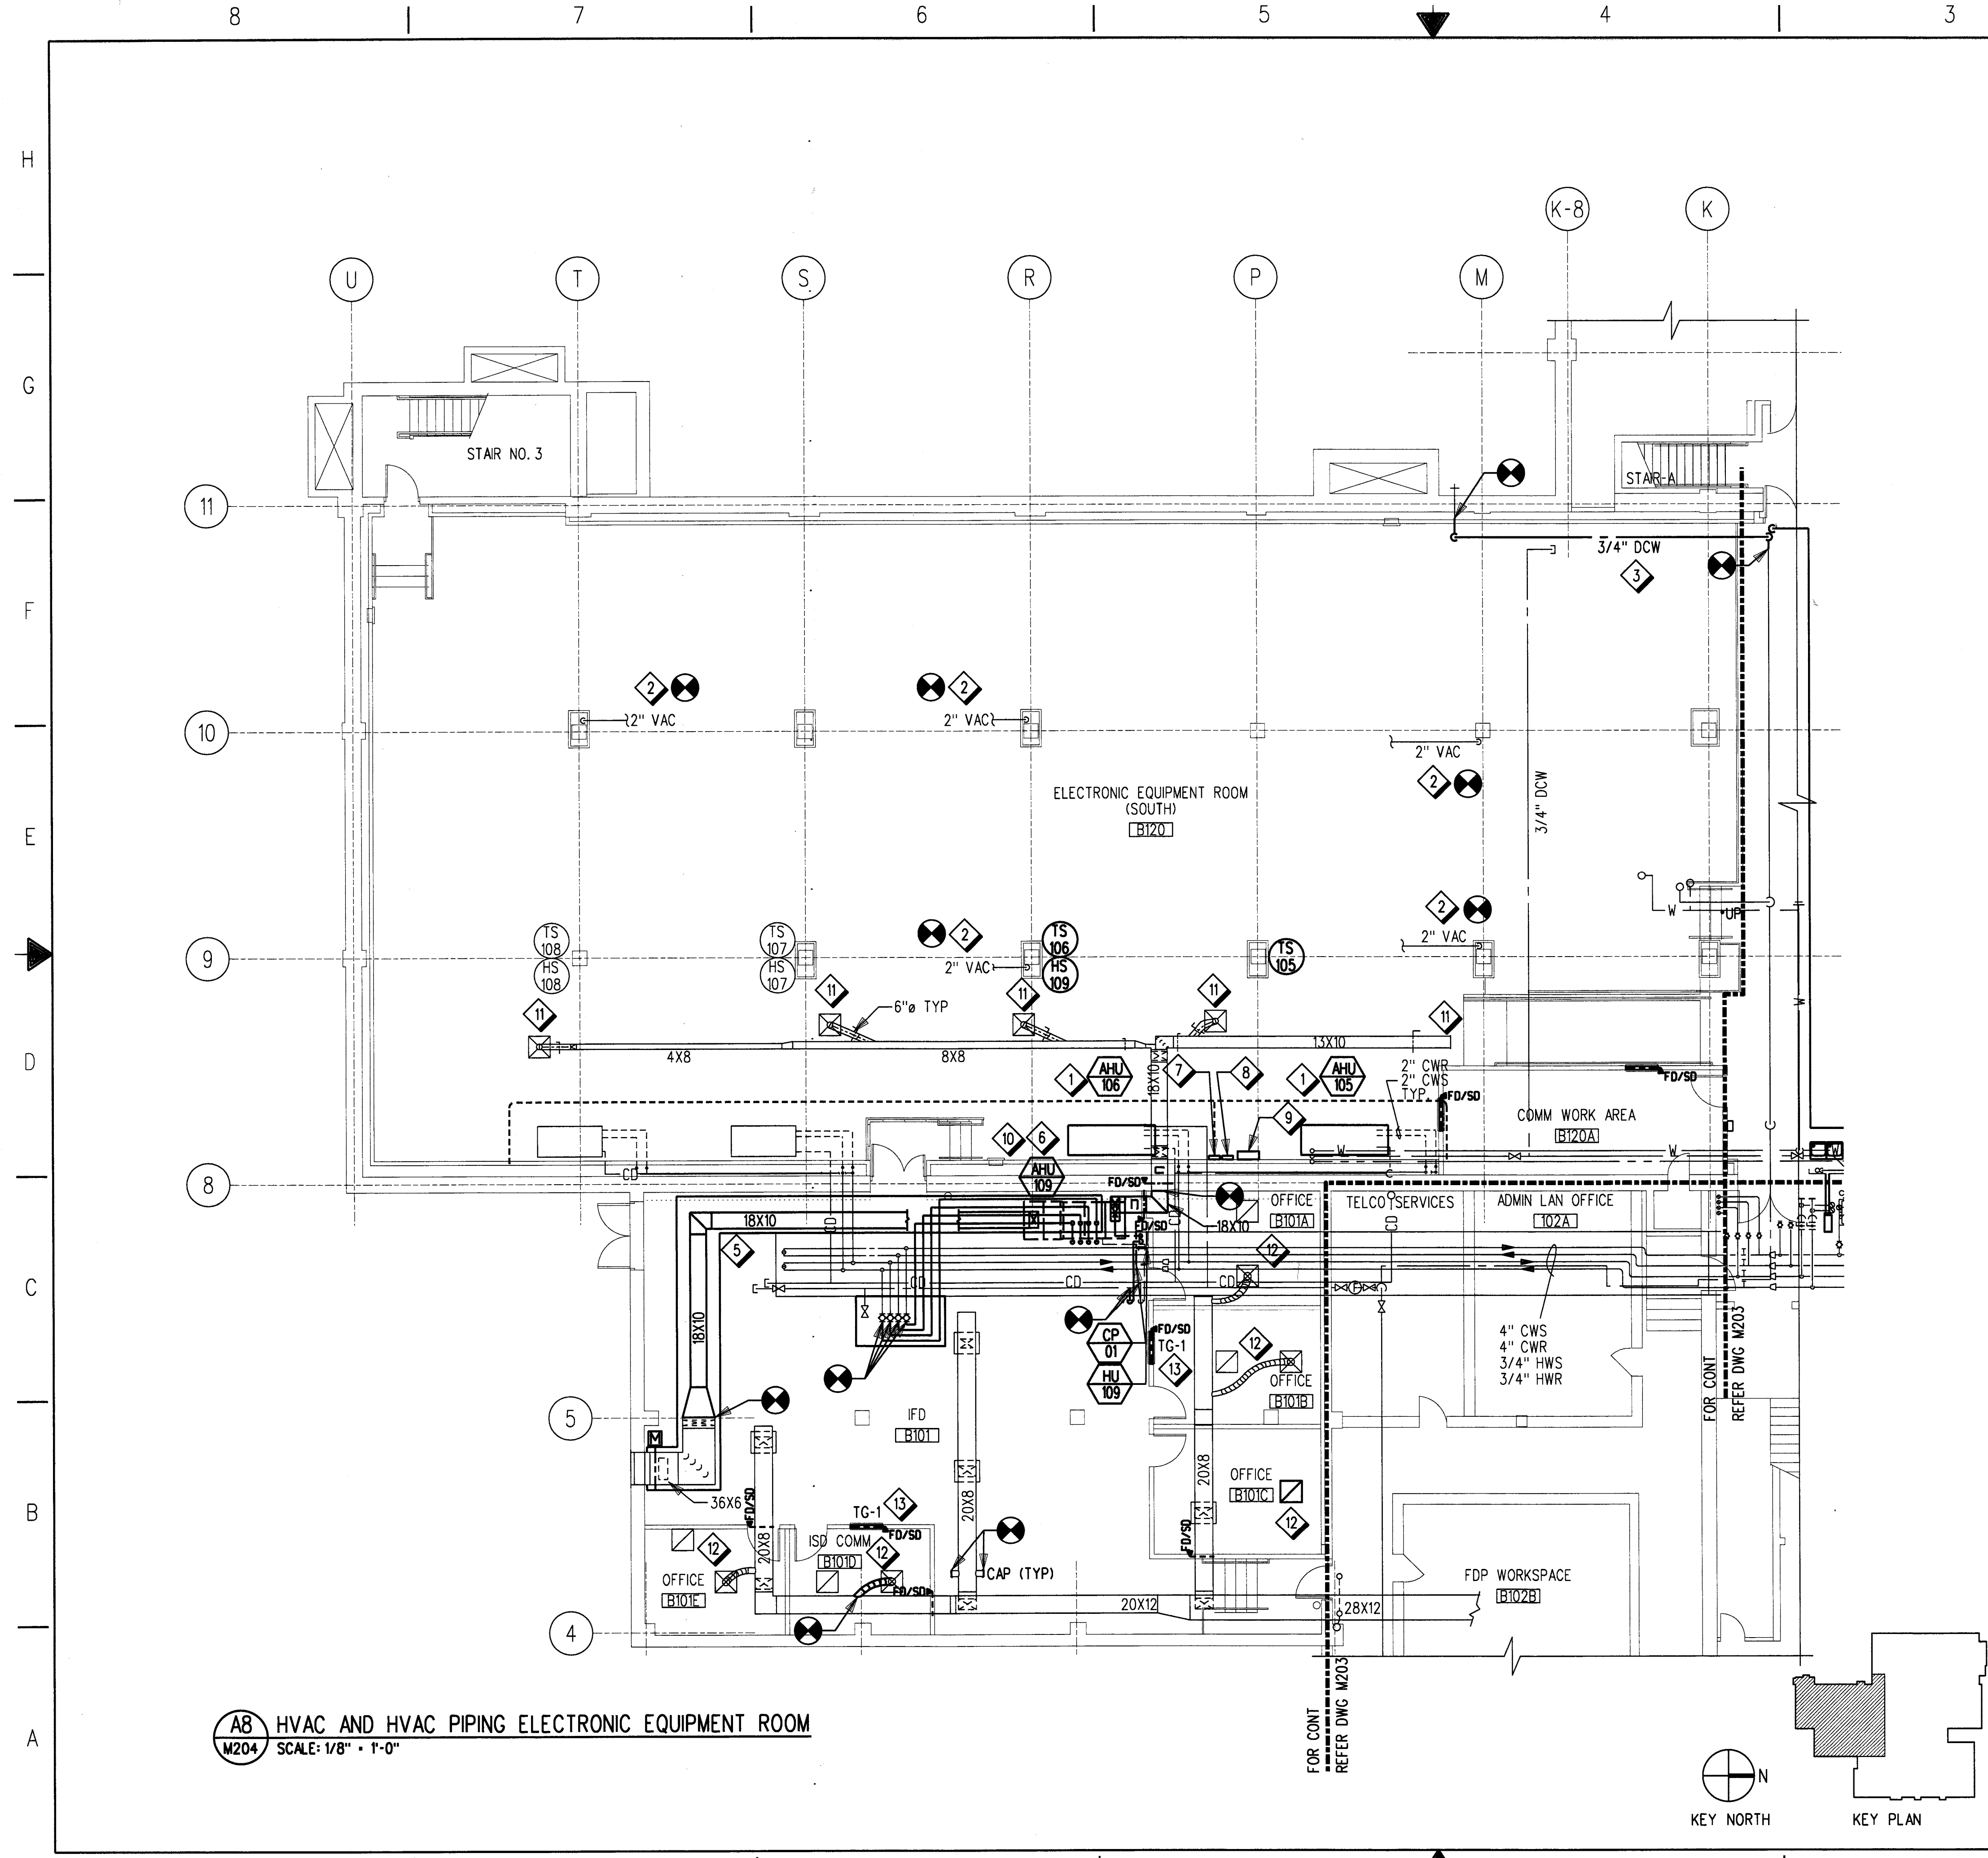 8 7 6 5 4 3
H
K-8 K
U T S R P M
G
STAIR NO. 3
STAIR-A
11
3/4" DCW
3
F
2 2
2" VAC 2" VAC
10
2" VAC
2
ELECTRONIC EQUIPMENT ROOM
(SOUTH)
B120
3/4" DCW
E
W
UP
2
2" VAC
TS
108
HS
108
TS
107
HS
107
2
2" VAC
TS
106
HS
109
TS
105
9
11 11 11 11 11
6"ø TYP
4X8 8X8 13X10
W
D
1
AHU
106
18X10
7 8
1
AHU
105
2" CWR
2" CWS
TYP.
FD/SD
FD/SD
COMM WORK AREA
B120A
9
10 6
CD
W W
EW
AHU
109
FD/SD
8
OFFICE
B101A
TELCO SERVICES
ADMIN LAN OFFICE
102A
18X10
CD
FD/SD
CD
18X10
CD
5
12
C
CD CD CD
F
18X10
CP
01
HU
109
FD/SD
TG-1
13
12
OFFICE
B101B
4" CWS
4" CWR
3/4" HWS
3/4" HWR
FOR CONT
REFER DWG M203
5
IFD
B101
M
36X6
FD/SD
TG-1
13
FD/SD
20X8
20X8
OFFICE
B101C
12
FD/SD
B
20X8
ISD COMM
B101D
12
12
OFFICE
B101E
FD/SD
CAP (TYP)
20X12
28X12
FDP WORKSPACE
B102B
4
FOR CONT
REFER DWG M203
A
A8
M204
HVAC AND HVAC PIPING ELECTRONIC EQUIPMENT ROOM
SCALE: 1/8" = 1'-0"
N
KEY NORTH
KEY PLAN